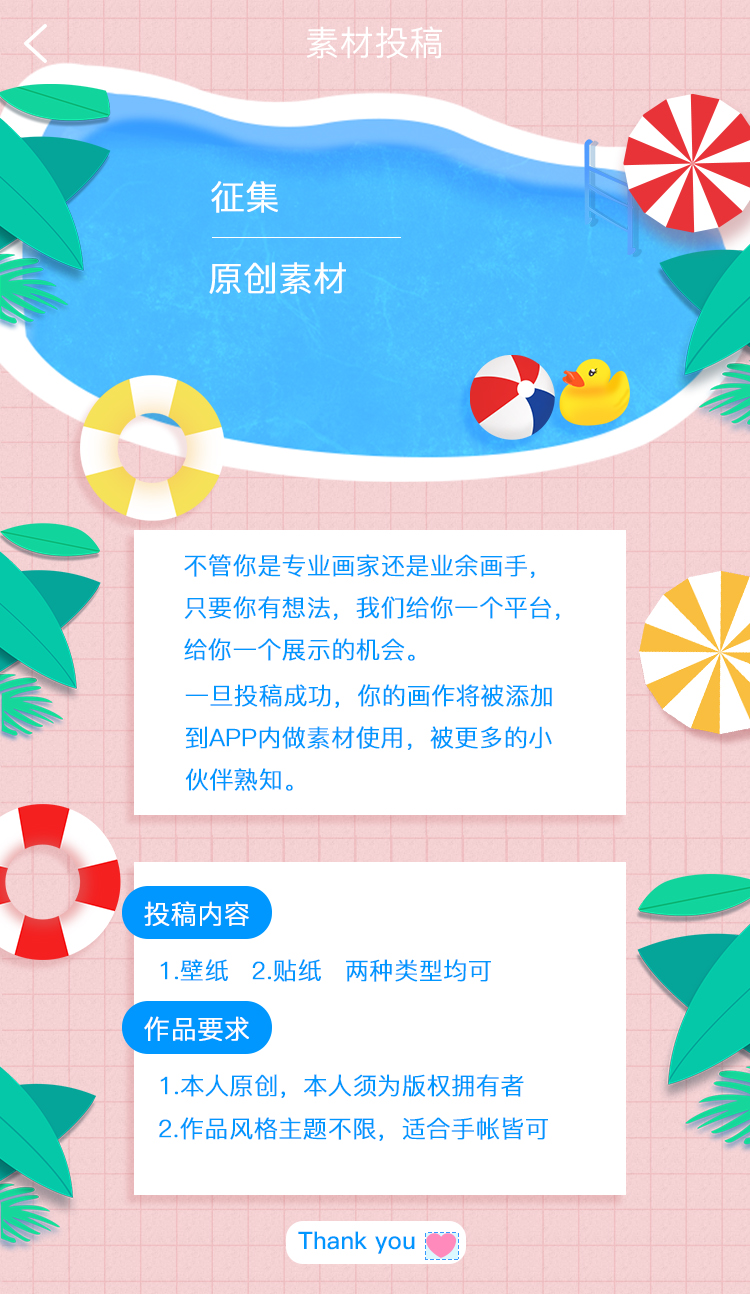 素材投稿
征集
原创素材
不管你是专业画家还是业余画手，
只要你有想法，我们给你一个平台，
给你一个展示的机会。
一旦投稿成功，你的画作将被添加
到APP内做素材使用，被更多的小
伙伴熟知。
投稿内容
1.壁纸 2.贴纸 两种类型均可
作品要求
1.本人原创，本人须为版权拥有者
2.作品风格主题不限，适合手帐皆可
Thank you